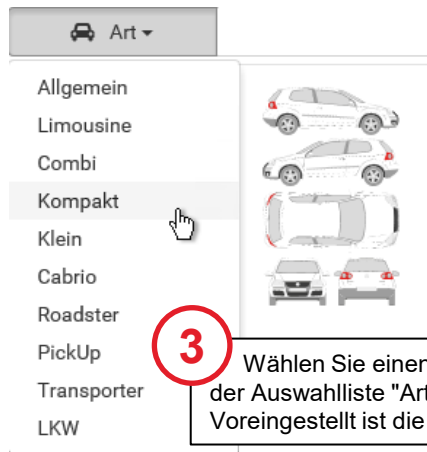 Art
Allgemein
Limousine
Combi
Kompakt
Klein
Cabrio
Roadster
PickUp
Transporter
LKW
3
Wählen Sie einen
der Auswahlliste "Art
Voreingestellt ist die